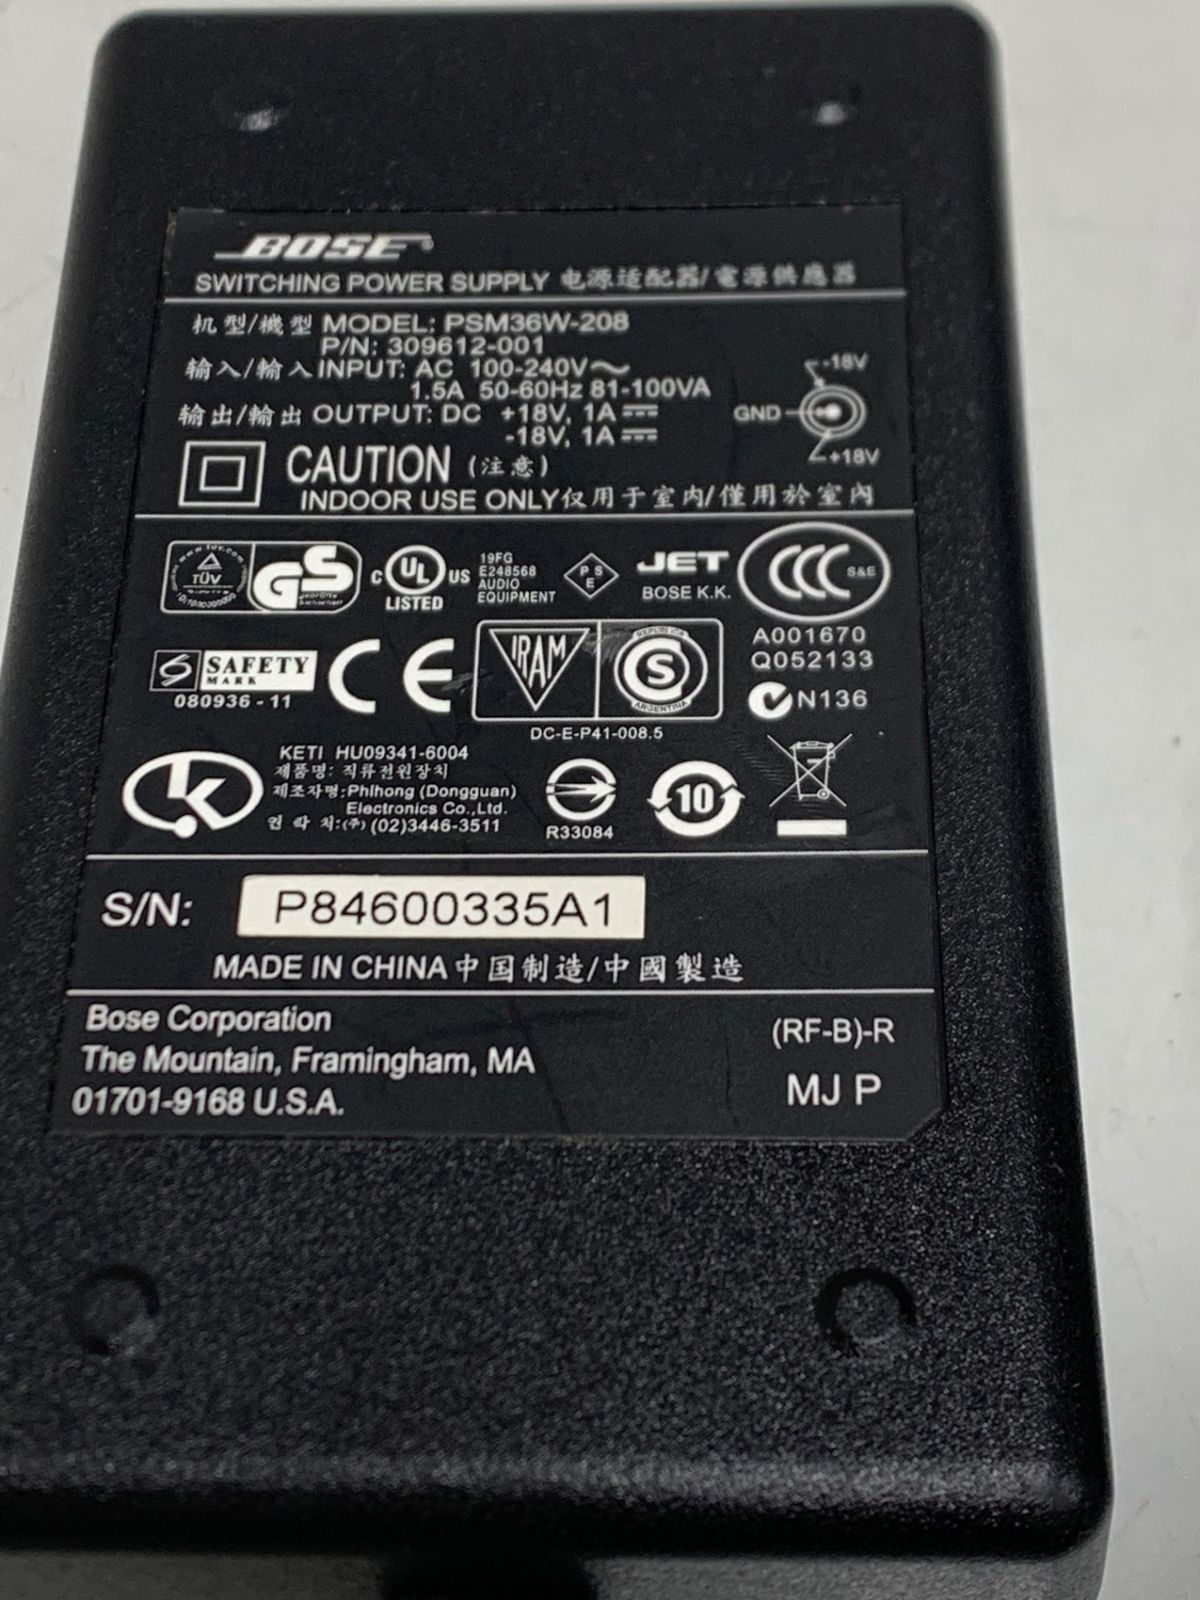 BOSE®
SWITCHING POWER SUPPLY 电源适配器/電源供應器
机型/機型 MODEL: PSM36W-208
P/N: 309612-001
输入/輸入 INPUT: AC 100-240V～
1.5A 50-60Hz 81-100VA
输出/輸出 OUTPUT: DC +18V, 1A ⎓
-18V, 1A ⎓
-18V
GND
+18V
CAUTION (注意)
INDOOR USE ONLY 仅用于室内/僅用於室內
www.tuv.com
TÜV
GS
C UL US
LISTED
19FG
E248568
AUDIO
EQUIPMENT
PS
E
JET
BOSE K.K.
CCC S&E
A001670
Q052133
S SAFETY
MARK
080936-11
CE
IRAM
REPUBLICA
S
ARGENTINA
DC-E-P41-008.5
N136
KETI HU09341-6004
제품명: 직류전원장치
제조자명:Phihong (Dongguan)
Electronics Co.,Ltd.
연 락 처:(주) (02)3446-3511
R33084
10
S/N: P84600335A1
MADE IN CHINA 中国制造/中國製造
Bose Corporation
The Mountain, Framingham, MA
01701-9168 U.S.A.
(RF-B)-R
MJ P